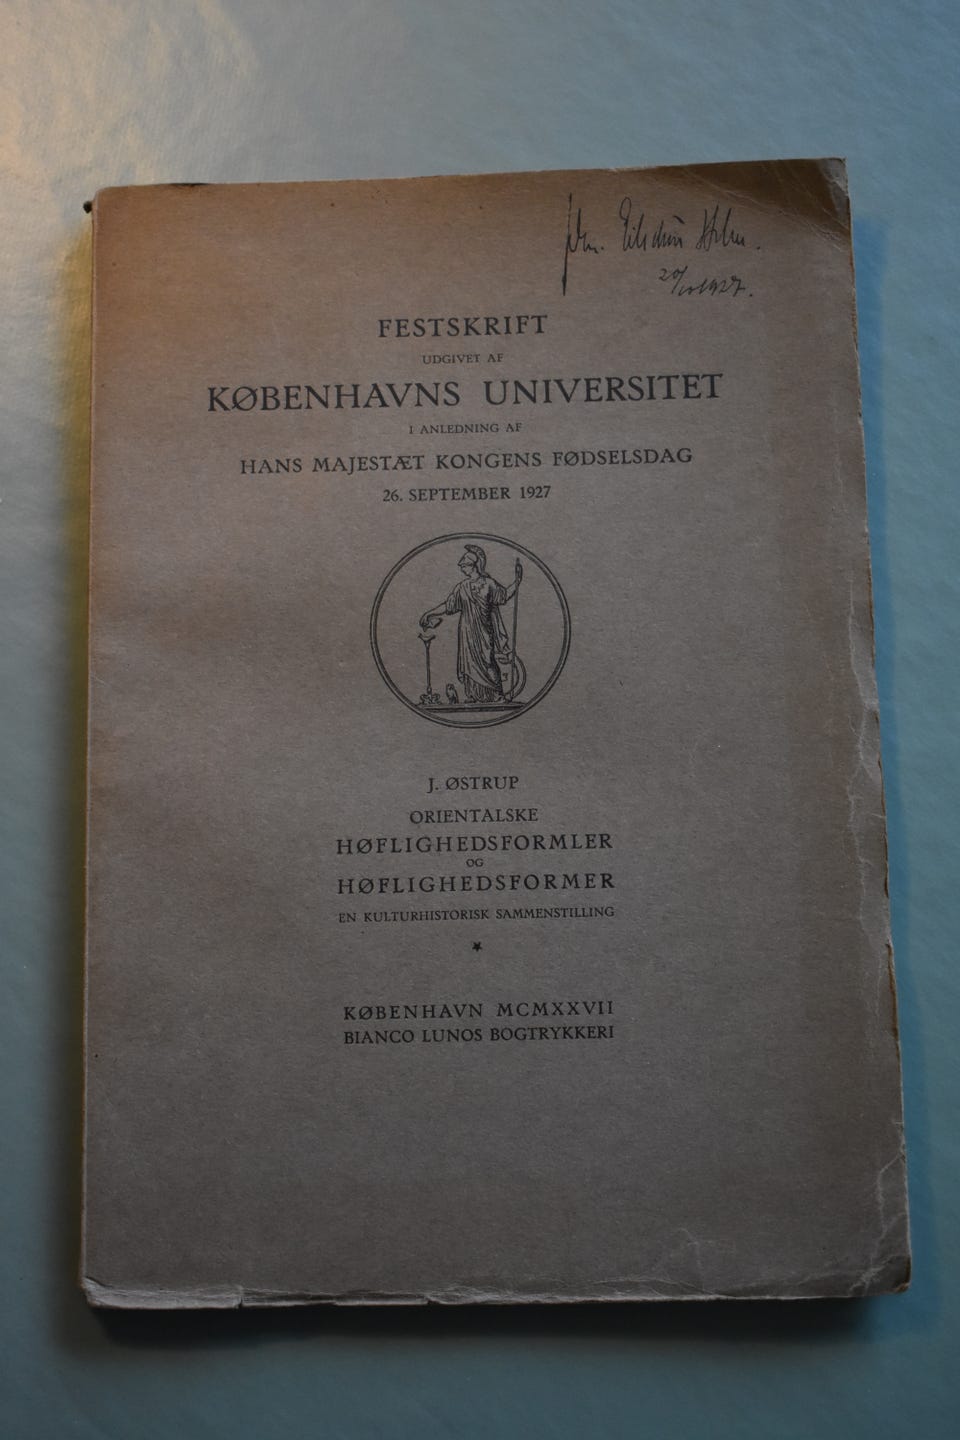 FESTSKRIFT
UDGIVET AF
KØBENHAVNS UNIVERSITET
I ANLEDNING AF
HANS MAJESTÆT KONGENS FØDSELSDAG
26. SEPTEMBER 1927
J. ØSTRUP
ORIENTALSKE
HØFLIGHEDSFORMLER
OG
HØFLIGHEDSFORMER
EN KULTURHISTORISK SAMMENSTILLING
KØBENHAVN MCMXXVII
BIANCO LUNOS BOGTRYKKERI